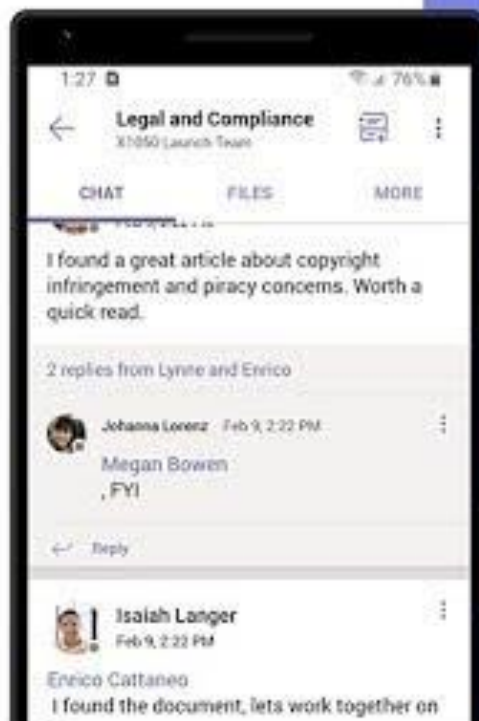 1:27 76%
Legal and Compliance
X1050 Launch Team
CHAT FILES MORE
I found a great article about copyright
infringement and piracy concerns. Worth a
quick read.
2 replies from Lynne and Enrico
Johanna Lorenz Feb 9, 2:22 PM
Megan Bowen
, FYI
Reply
Isaiah Langer
Feb 9, 2:22 PM
Enrico Cattaneo
I found the document, lets work together on